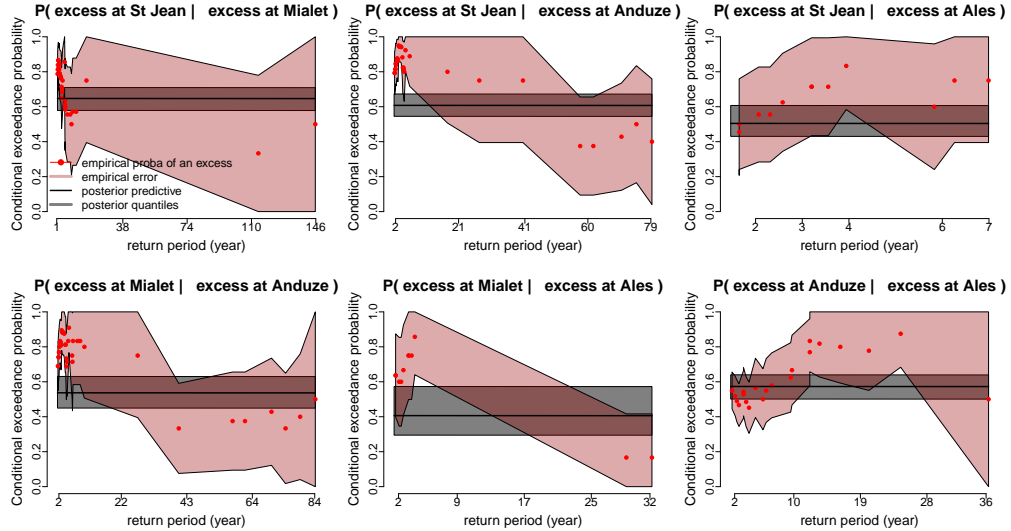 P( excess at St Jean | excess at Mialet )
Conditional exceedance probability
0.0 0.2 0.4 0.6 0.8 1.0
empirical proba of an excess
empirical error
posterior predictive
posterior quantiles
1 38 74 110 146
return period (year)
P( excess at St Jean | excess at Anduze )
Conditional exceedance probability
0.0 0.2 0.4 0.6 0.8 1.0
2 21 41 60 79
return period (year)
P( excess at St Jean | excess at Ales )
Conditional exceedance probability
0.0 0.2 0.4 0.6 0.8 1.0
2 3 4 6 7
return period (year)
P( excess at Mialet | excess at Anduze )
Conditional exceedance probability
0.0 0.2 0.4 0.6 0.8 1.0
2 22 43 64 84
return period (year)
P( excess at Mialet | excess at Ales )
Conditional exceedance probability
0.0 0.2 0.4 0.6 0.8 1.0
2 9 17 25 32
return period (year)
P( excess at Anduze | excess at Ales )
Conditional exceedance probability
0.0 0.2 0.4 0.6 0.8 1.0
2 10 19 28 36
return period (year)